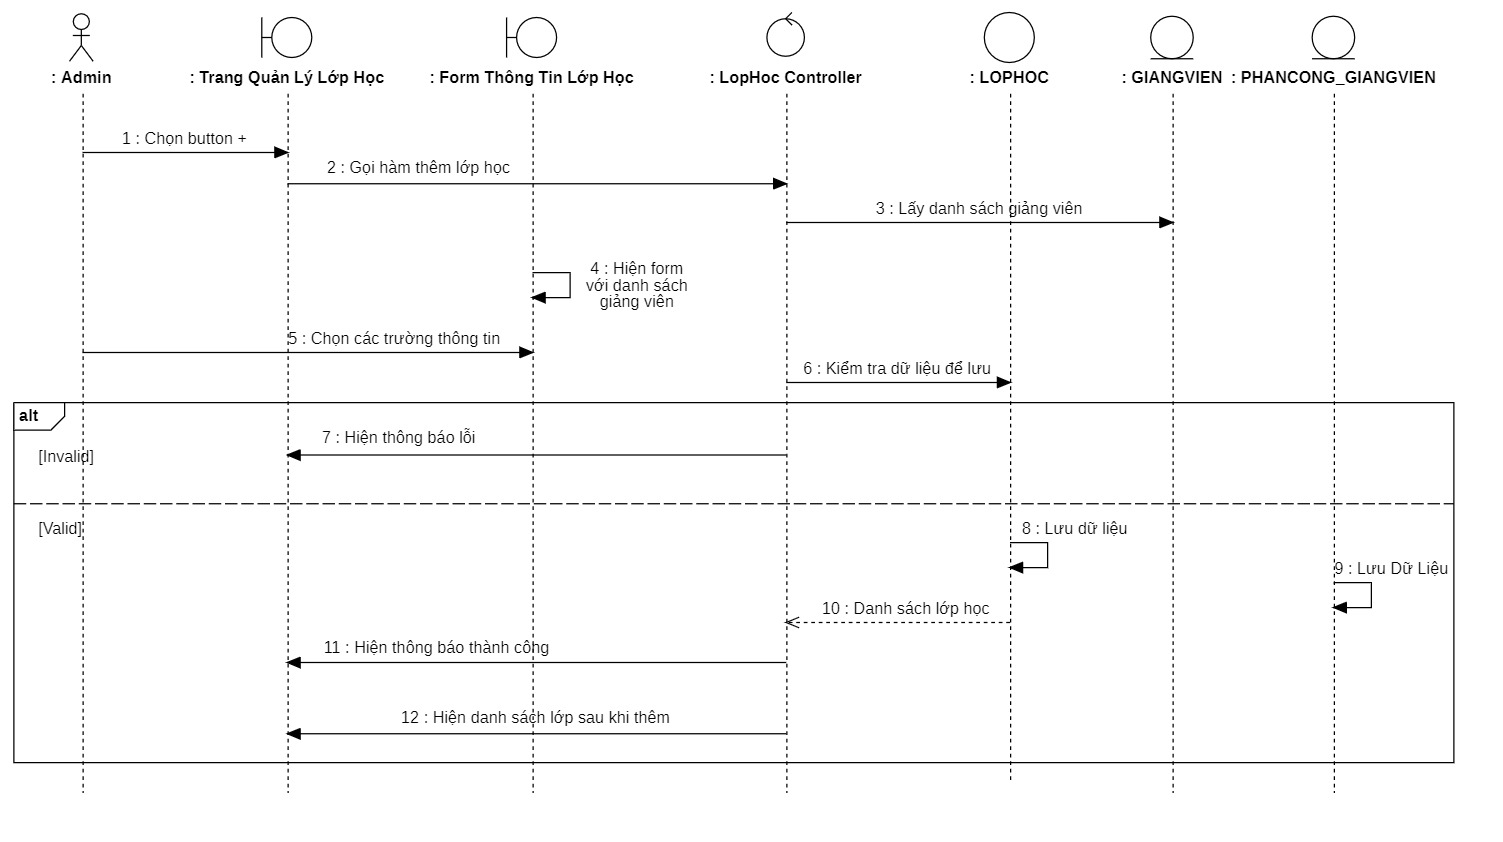 : Admin
: Trang Quản Lý Lớp Học
: Form Thông Tin Lớp Học
: LopHoc Controller
: LOPHOC
: GIANGVIEN
: PHANCONG_GIANGVIEN
1 : Chọn button +
2 : Gọi hàm thêm lớp học
3 : Lấy danh sách giảng viên
4 : Hiện form
với danh sách
giảng viên
5 : Chọn các trường thông tin
6 : Kiểm tra dữ liệu để lưu
alt
7 : Hiện thông báo lỗi
[Invalid]
[Valid]
8 : Lưu dữ liệu
9 : Lưu Dữ Liệu
10 : Danh sách lớp học
11 : Hiện thông báo thành công
12 : Hiện danh sách lớp sau khi thêm